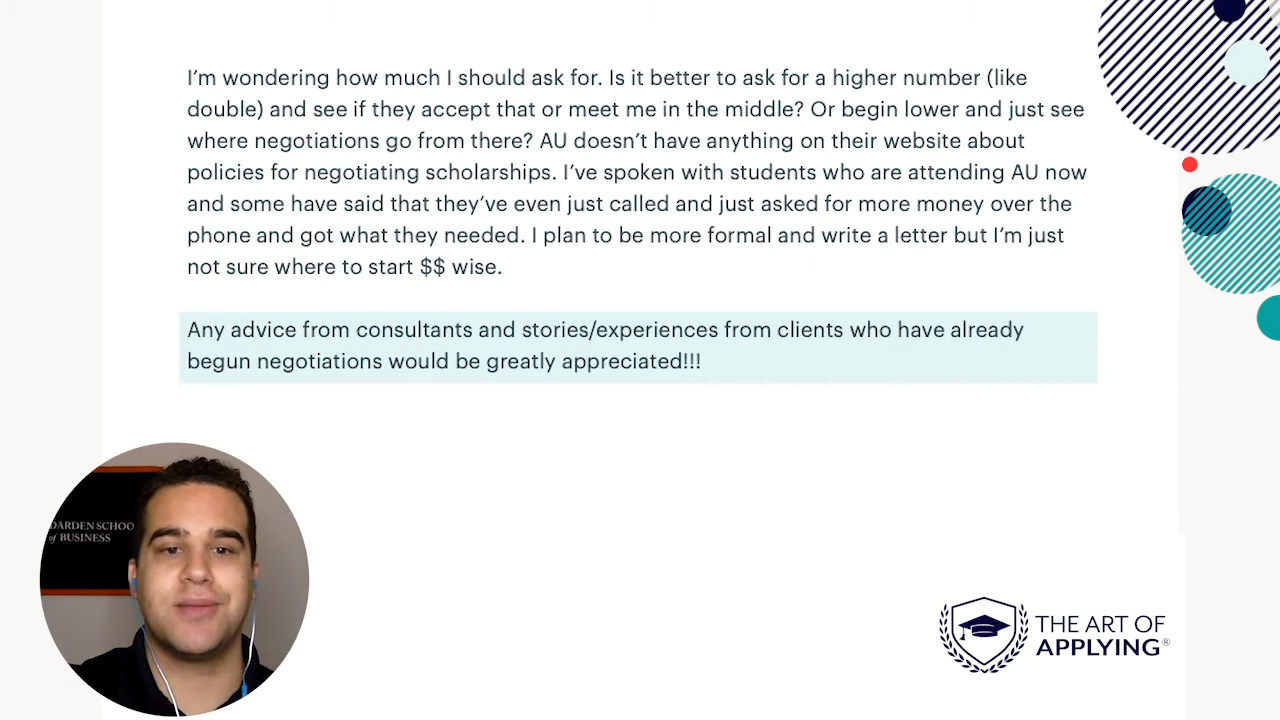 I'm wondering how much I should ask for. Is it better to ask for a higher number (like
double) and see if they accept that or meet me in the middle? Or begin lower and just see
where negotiations go from there? AU doesn't have anything on their website about
policies for negotiating scholarships. I've spoken with students who are attending AU now
and some have said that they've even just called and just asked for more money over the
phone and got what they needed. I plan to be more formal and write a letter but I'm just
not sure where to start $$ wise.
Any advice from consultants and stories/experiences from clients who have already
begun negotiations would be greatly appreciated!!!
DARDEN SCHOO
of BUSINESS
THE ART OF
APPLYING®